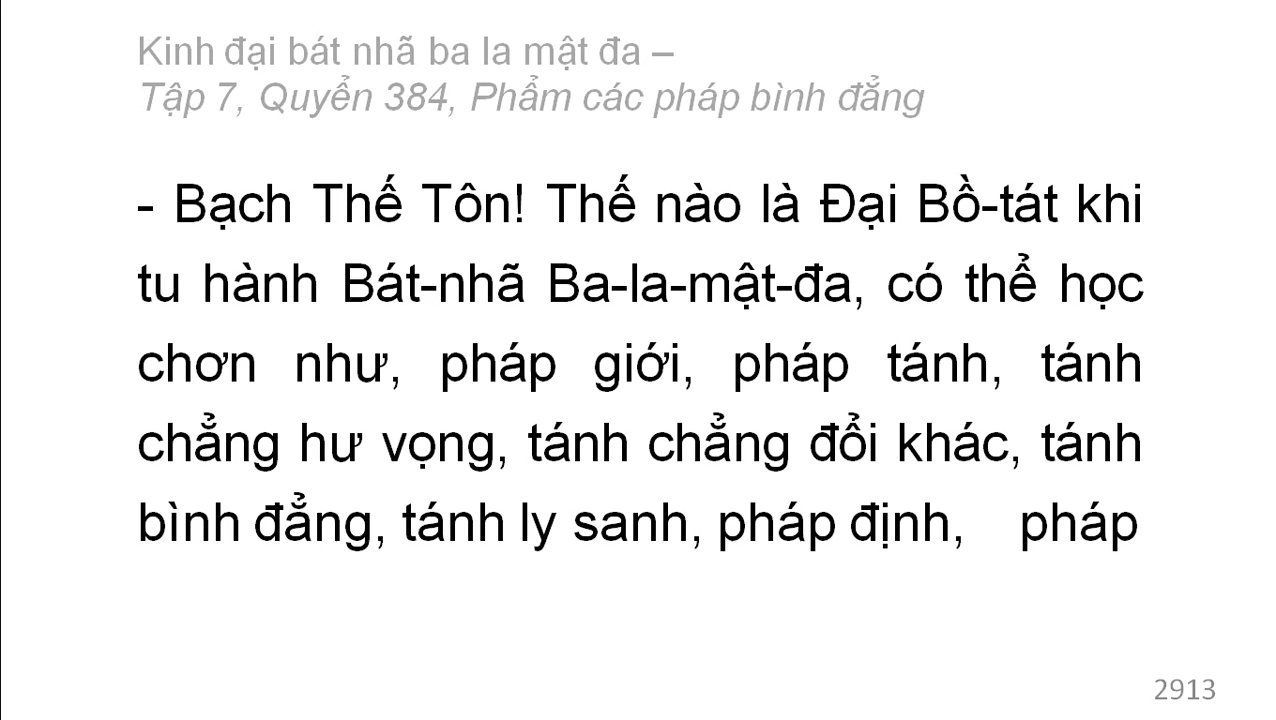 Kinh đại bát nhã ba la mật đa –
Tập 7, Quyển 384, Phẩm các pháp bình đẳng
- Bạch Thế Tôn! Thế nào là Đại Bồ-tát khi
tu hành Bát-nhã Ba-la-mật-đa, có thể học
chơn như, pháp giới, pháp tánh, tánh
chẳng hư vọng, tánh chẳng đổi khác, tánh
bình đẳng, tánh ly sanh, pháp định, pháp
2913